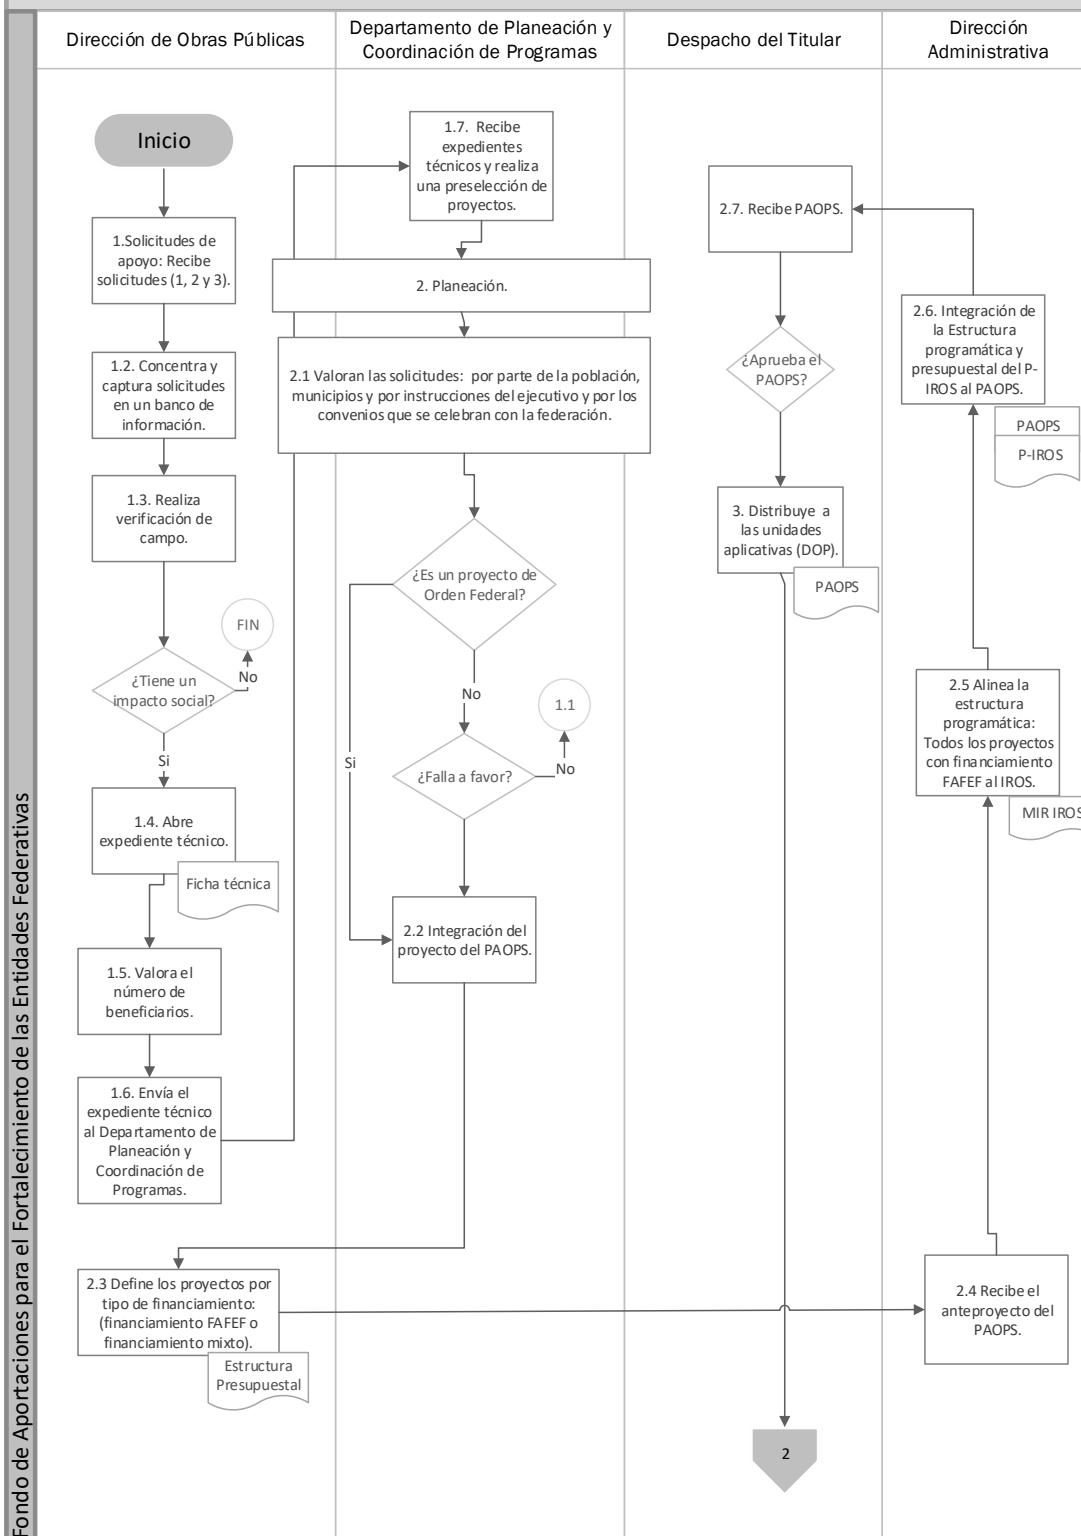 Fondo de Aportaciones para el Fortalecimiento de las Entidades Federativas
Dirección de Obras Públicas
Departamento de Planeación y
Coordinación de Programas
Despacho del Titular
Dirección
Administrativa
Inicio
1.Solicitudes de
apoyo: Recibe
solicitudes (1, 2 y 3).
1.2. Concentra y
captura solicitudes
en un banco de
información.
1.3. Realiza
verificación de
campo.
FIN
No
¿Tiene un
impacto social?
Si
1.4. Abre
expediente técnico.
Ficha técnica
1.5. Valora el
número de
beneficiarios.
1.6. Envía el
expediente técnico
al Departamento de
Planeación y
Coordinación de
Programas.
2.3 Define los proyectos por
tipo de financiamiento:
(financiamiento FAFEF o
financiamiento mixto).
Estructura
Presupuestal
1.7. Recibe
expedientes
técnicos y realiza
una preselección de
proyectos.
2. Planeación.
2.1 Valoran las solicitudes: por parte de la población,
municipios y por instrucciones del ejecutivo y por los
convenios que se celebran con la federación.
¿Es un proyecto de
Orden Federal?
No
Si
1.1
No
¿Falla a favor?
2.2 Integración del
proyecto del PAOPS.
2.7. Recibe PAOPS.
¿Aprueba el
PAOPS?
3. Distribuye a
las unidades
aplicativas (DOP).
PAOPS
2
2.6. Integración de
la Estructura
programática y
presupuestal del P-
IROS al PAOPS.
PAOPS
P-IROS
2.5 Alinea la
estructura
programática:
Todos los proyectos
con financiamiento
FAFEF al IROS.
MIR IROS
2.4 Recibe el
anteproyecto del
PAOPS.